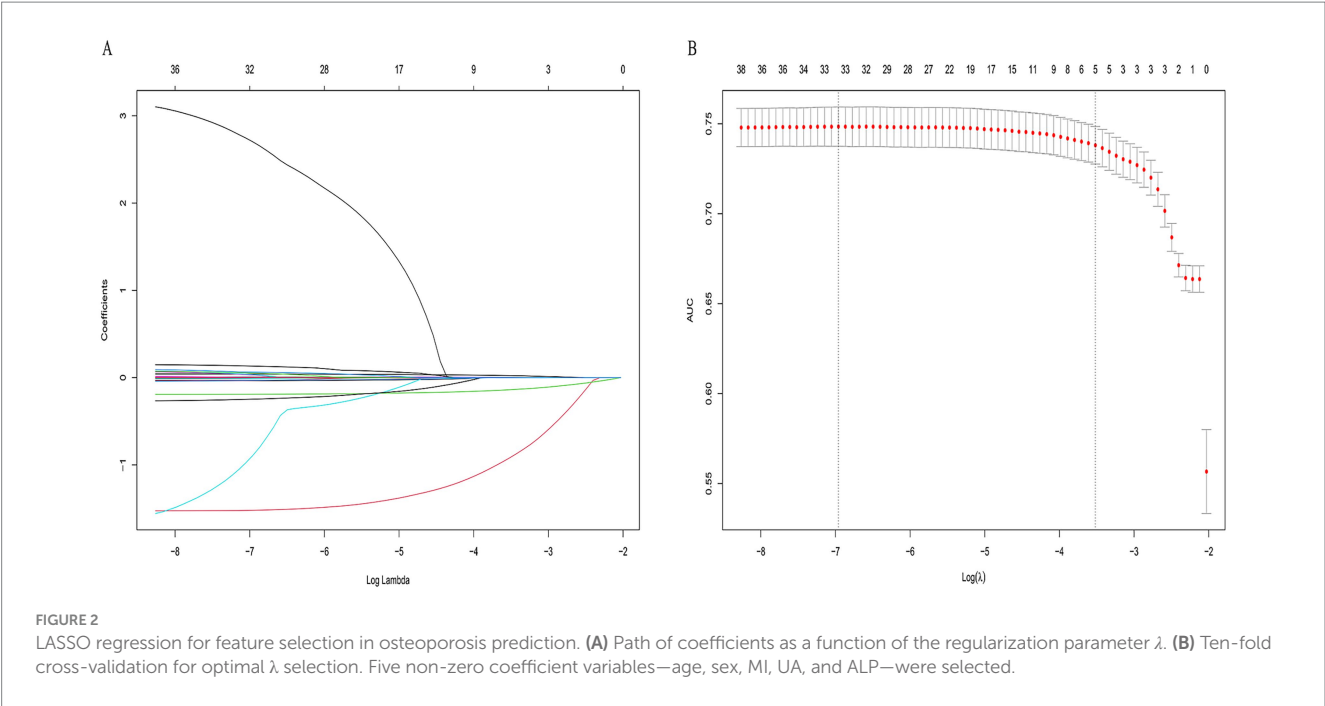 A
36 32 28 17 9 3 0
3
2
1
0
−1
Coefficients
−8 −7 −6 −5 −4 −3 −2
Log Lambda
B
38 36 36 34 33 33 32 29 28 27 22 19 17 15 11 9 8 6 5 5 3 3 3 3 2 1 0
0.75
0.70
0.65
0.60
0.55
AUC
−8 −7 −6 −5 −4 −3 −2
Log(λ)
FIGURE 2
LASSO regression for feature selection in osteoporosis prediction. (A) Path of coefficients as a function of the regularization parameter λ. (B) Ten-fold
cross-validation for optimal λ selection. Five non-zero coefficient variables—age, sex, MI, UA, and ALP—were selected.